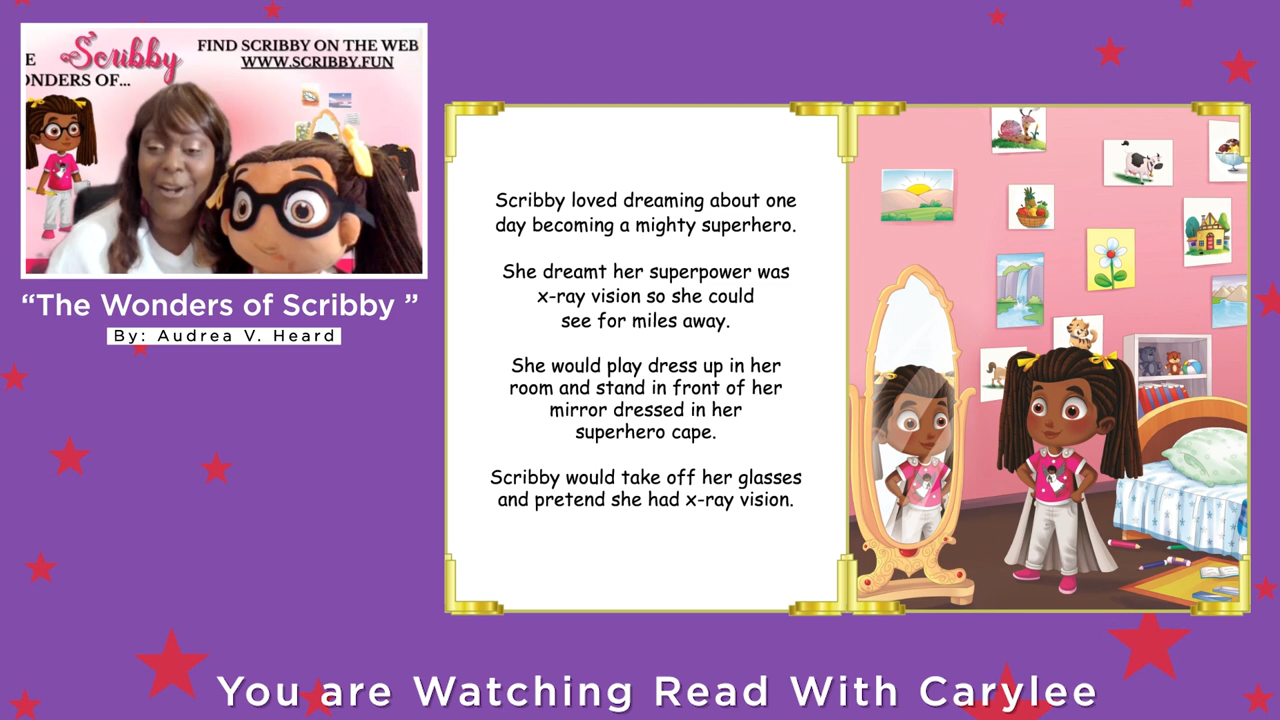 E Scribby
ONDERS OF...
FIND SCRIBBY ON THE WEB
WWW.SCRIBBY.FUN
“The Wonders of Scribby ”
By: Audrea V. Heard
Scribby loved dreaming about one
day becoming a mighty superhero.
She dreamt her superpower was
x-ray vision so she could
see for miles away.
She would play dress up in her
room and stand in front of her
mirror dressed in her
superhero cape.
Scribby would take off her glasses
and pretend she had x-ray vision.
You are Watching Read With Carylee